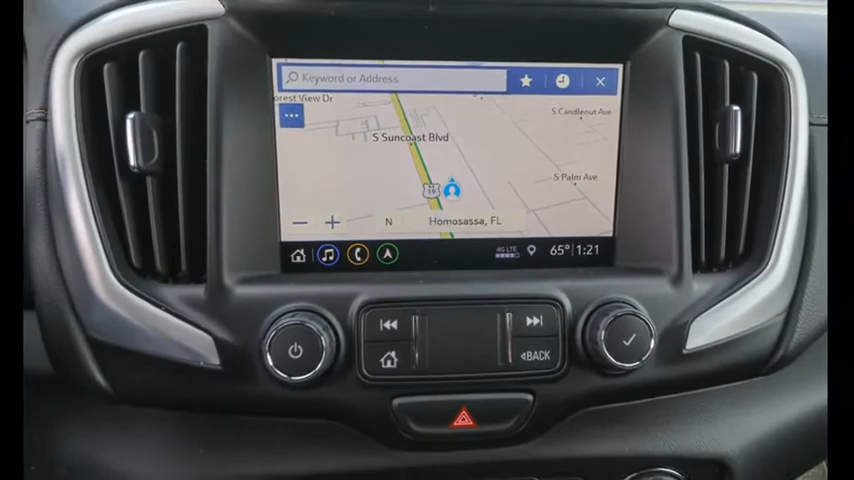 Keyword or Address
orest View Dr
S Candlenut Ave
S Suncoast Blvd
S Palm Ave
19
N
Homosassa, FL
4G LTE
65° 1:21
BACK